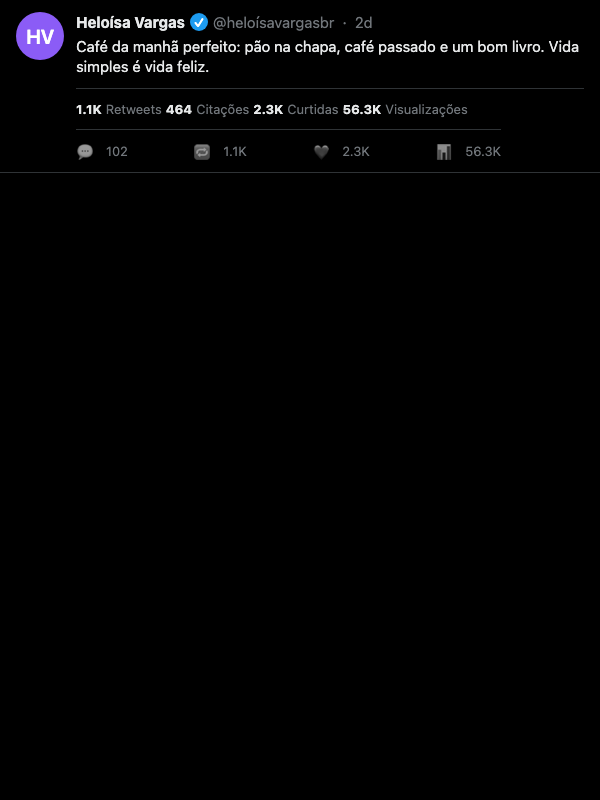 HV
Heloísa Vargas @heloísavargasbr · 2d
Café da manhã perfeito: pão na chapa, café passado e um bom livro. Vida
simples é vida feliz.
1.1K Retweets 464 Citações 2.3K Curtidas 56.3K Visualizações
102 1.1K 2.3K 56.3K